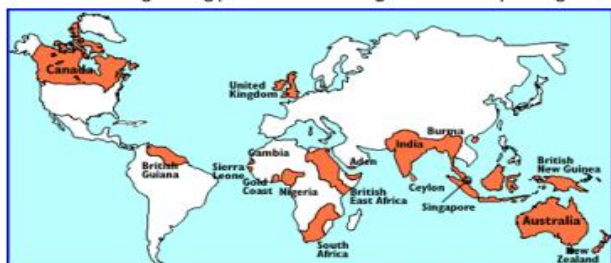 Canada
United
Kingdom
British
Guiana
Sierra
Leone
Gambia
Gold
Coast
Nigeria
Aden
British
East Africa
South
Africa
India
Burma
Ceylon
Singapore
British
New Guinea
Australia
New
Zealand